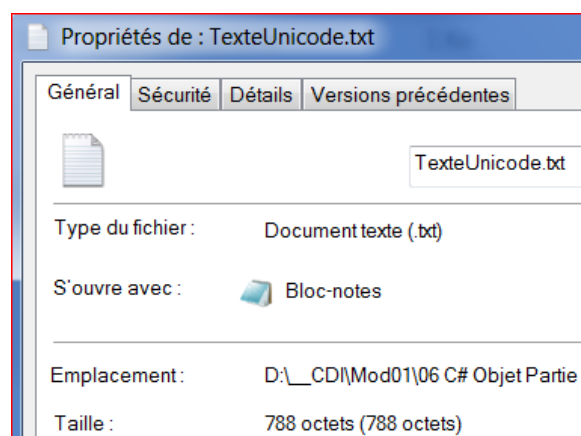 Propriétés de : TexteUnicode.txt
Général Sécurité Détails Versions précédentes
TexteUnicode.txt
Type du fichier : Document texte (.txt)
S'ouvre avec : Bloc-notes
Emplacement : D:\__CDI\Mod01\06 C# Objet Partie
Taille : 788 octets (788 octets)